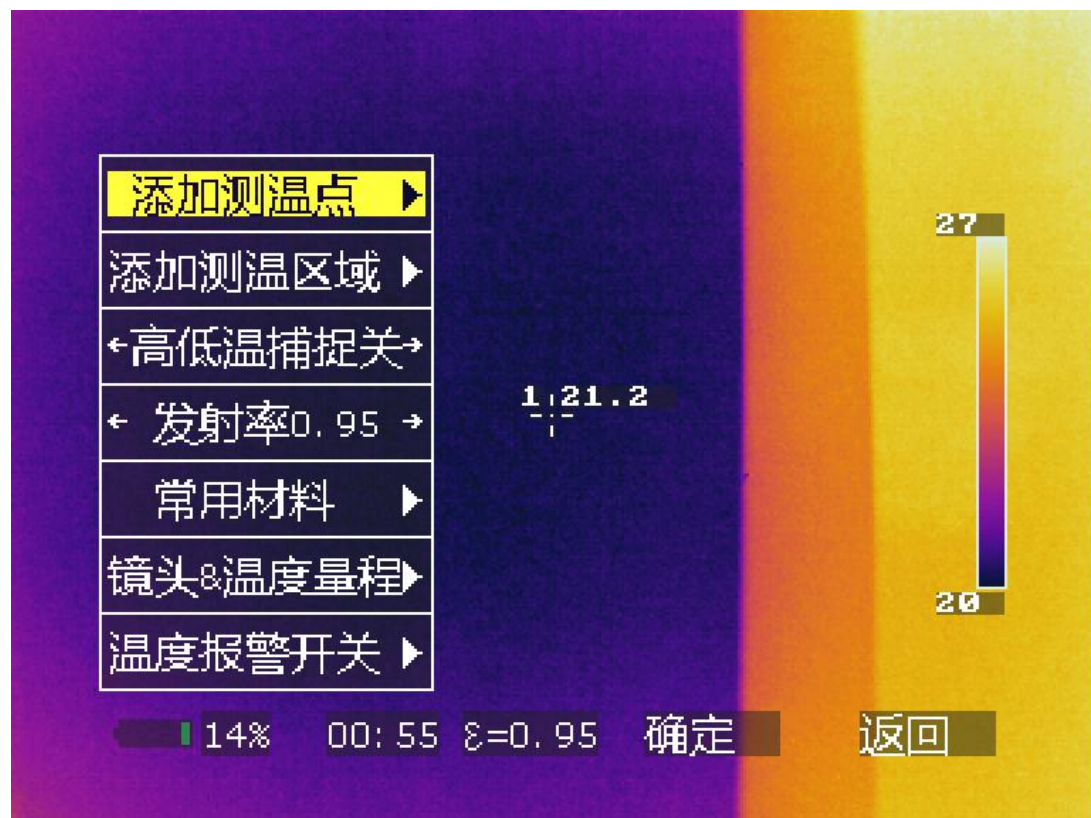 添加测温点
添加测温区域
←高低温捕捉关→
← 发射率0.95 →
常用材料
镜头&温度量程
温度报警开关
1 21.2
27
20
14% 00:55 ε=0.95 确定 返回